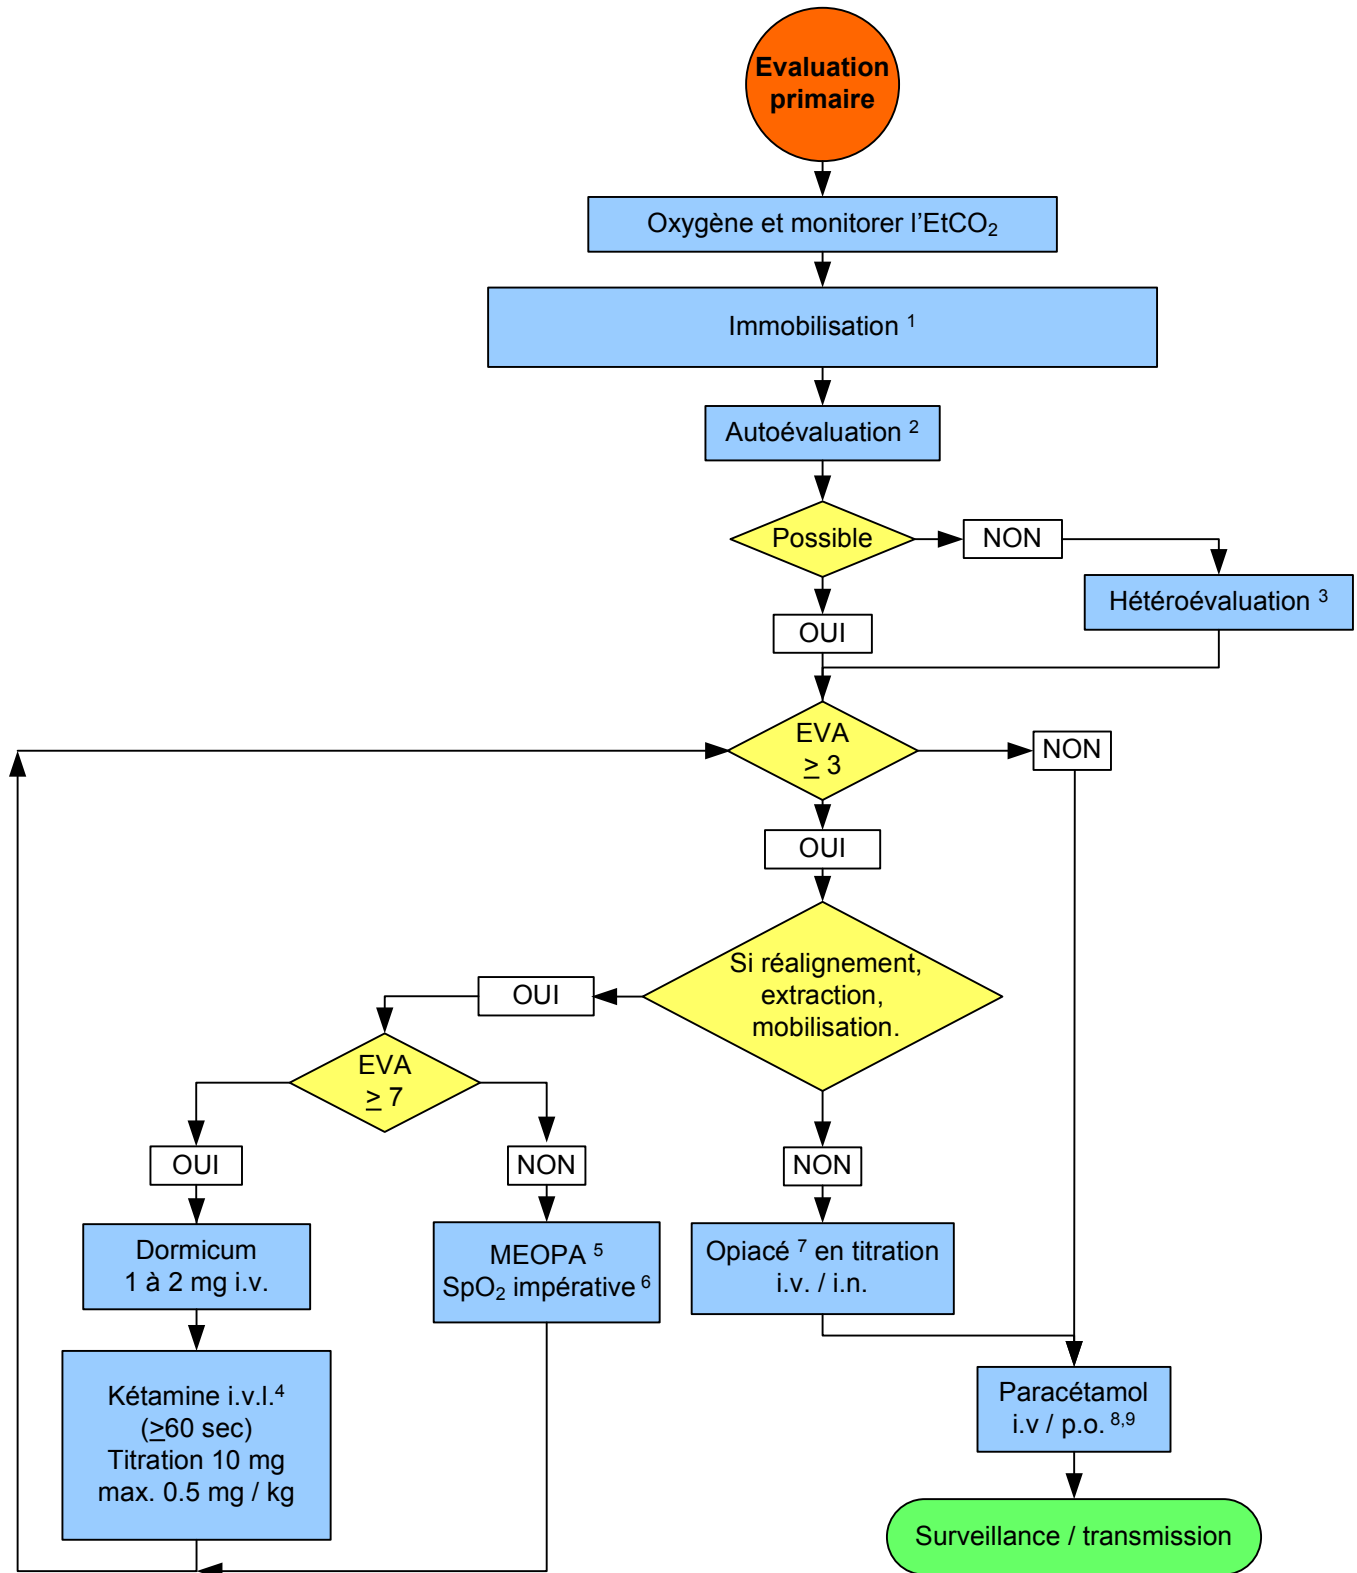 Evaluation
primaire
Oxygène et monitorer l'EtCO₂
Immobilisation ¹
Autoévaluation ²
Possible
NON
Hétéroévaluation ³
OUI
EVA
≥ 3
NON
OUI
Si réalignement,
extraction,
mobilisation.
OUI
EVA
≥ 7
OUI
NON
NON
Dormicum
1 à 2 mg i.v.
MEOPA ⁵
SpO₂ impérative ⁶
Opiacé ⁷ en titration
i.v. / i.n.
Kétamine i.v.l.⁴
(≥60 sec)
Titration 10 mg
max. 0.5 mg / kg
Paracétamol
i.v / p.o. ⁸,⁹
Surveillance / transmission